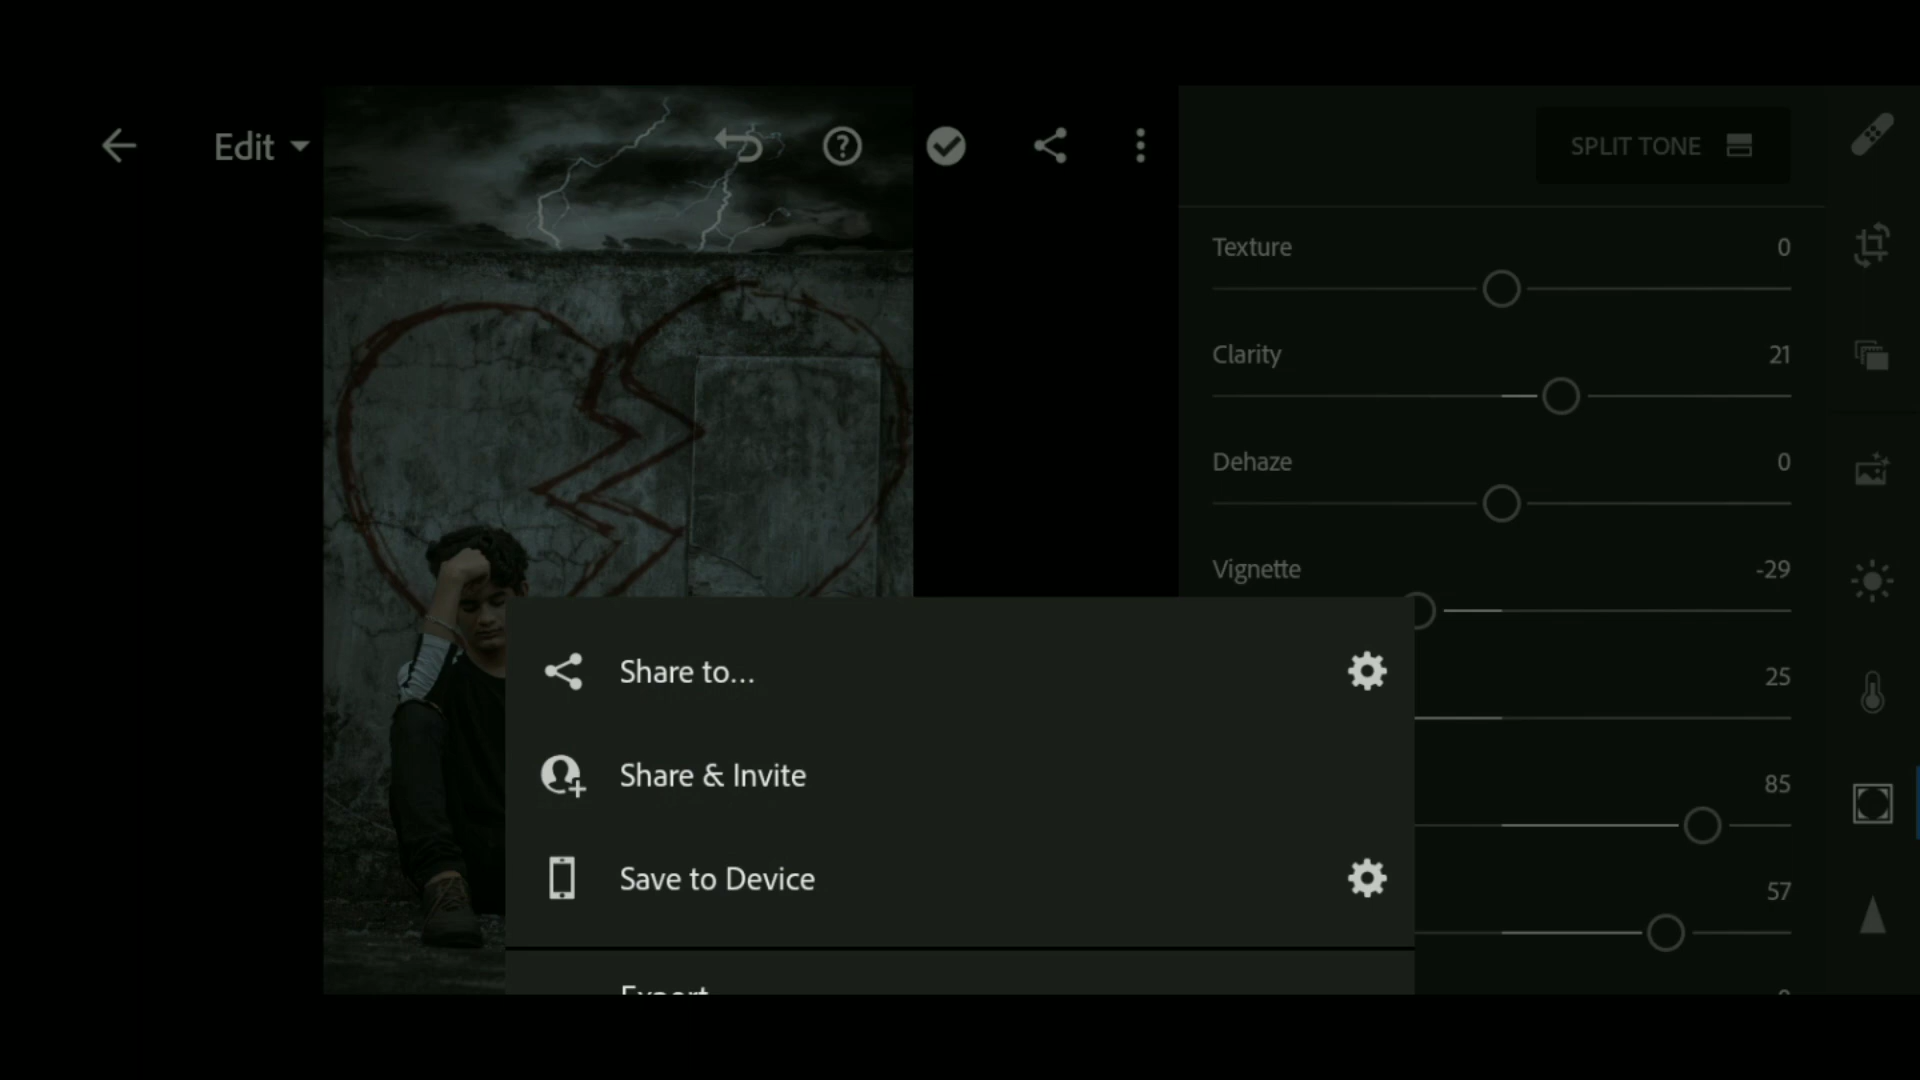 Edit
SPLIT TONE
Texture 0
Clarity 21
Dehaze 0
Vignette -29
25
85
57
Share to...
Share & Invite
Save to Device
Export